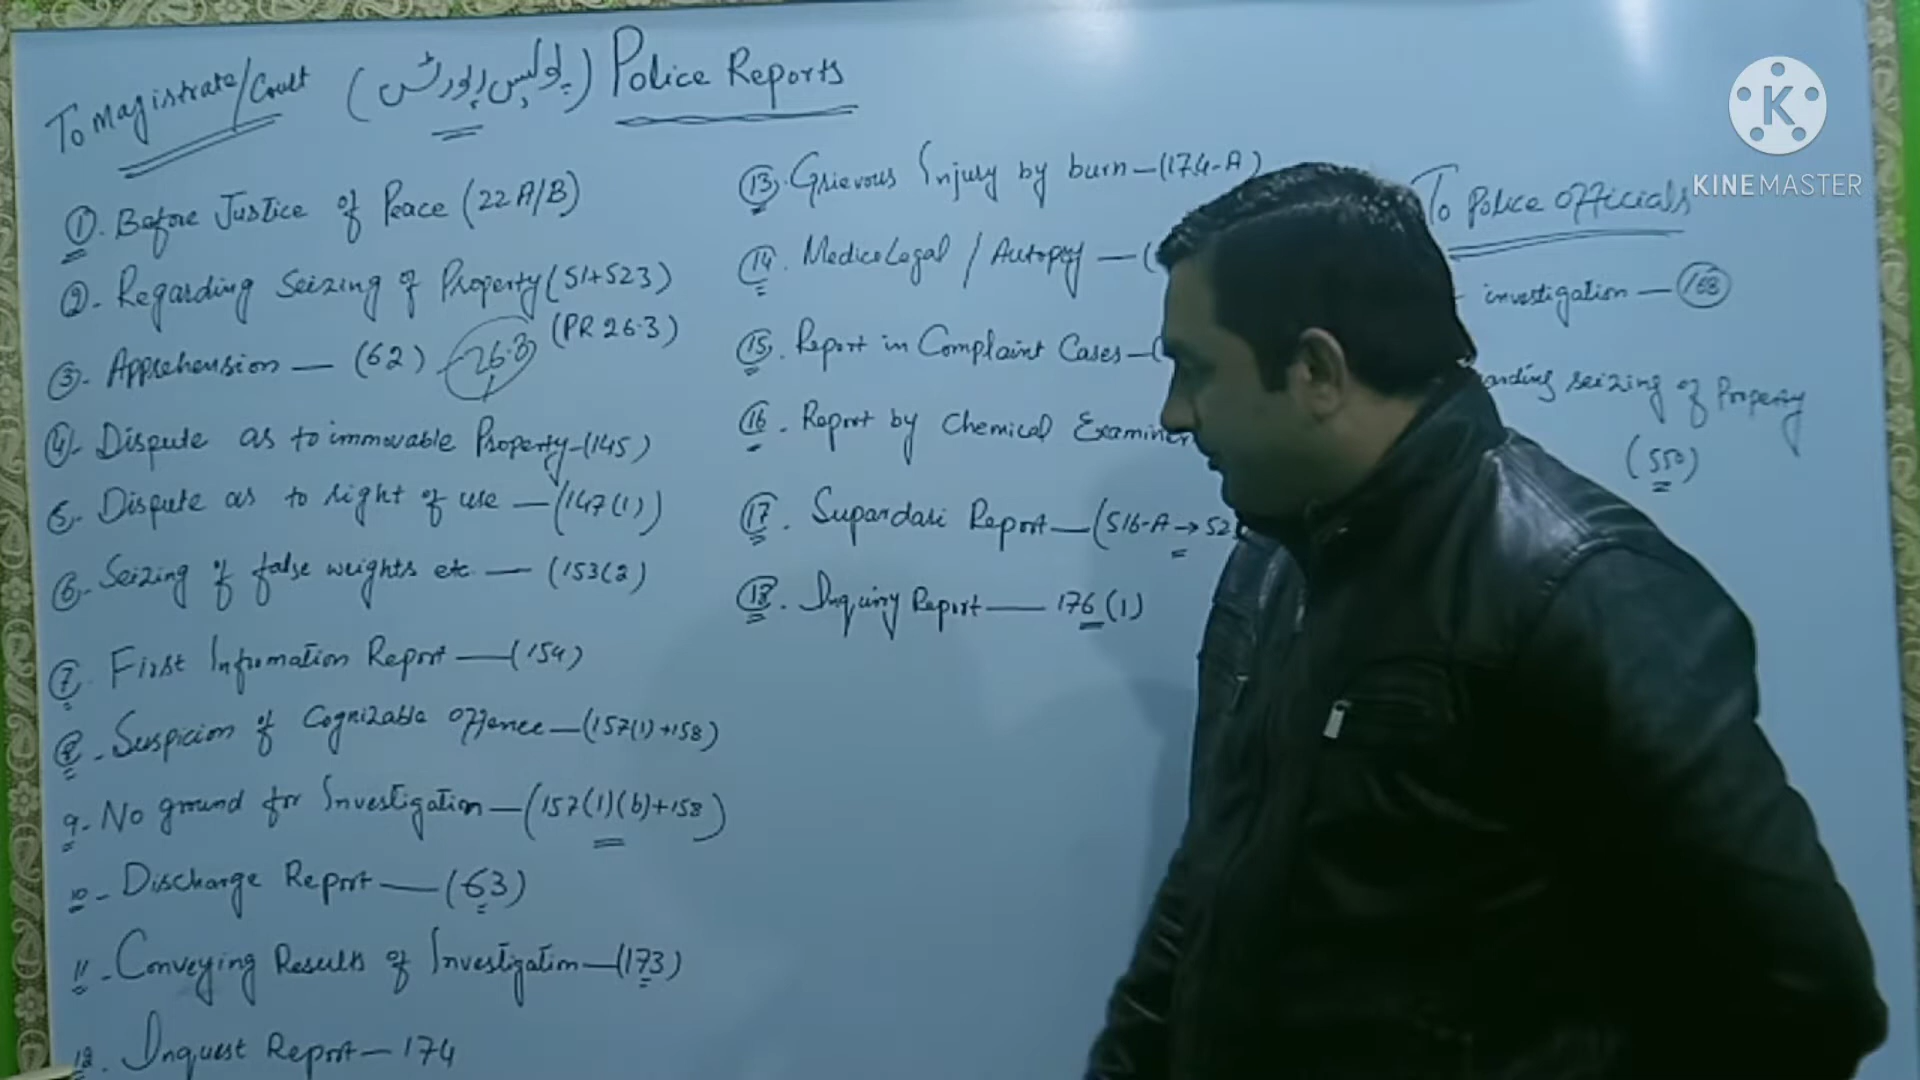 To Magistrate/Court (پولیس رپورٹس) Police Reports
① . Before Justice of Peace (22 A/B)
② - Regarding Seizing of Property (51+523)
(PR 26.3)
③ - Apprehension — (62) - 26.3
④ - Dispute as to immovable Property - (145)
⑤ - Dispute as to right of use — (147(1))
⑥ - Seizing of false weights etc — (153(2)
⑦ . First Information Report — (154)
⑧ - Suspicion of Cognizable offence — (157(1)+158)
9 - No ground for Investigation — (157(1)(b)+158)
10 - Discharge Report — (63)
11 - Conveying Results of Investigation — (173)
12 . Inquest Report — 174
⑬ . Grievous Injury by burn — (174-A)
⑭ . MedicoLegal / Autopsy — (
⑮ . Report in Complaint Cases — (
⑯ . Report by Chemical Examiner
⑰ . Supardari Report — (516-A → 52
⑱ . Inquiry Report — 176(1)
To Police officials
investigation — (168)
arding seizing of Property
(550)
K
KINEMASTER